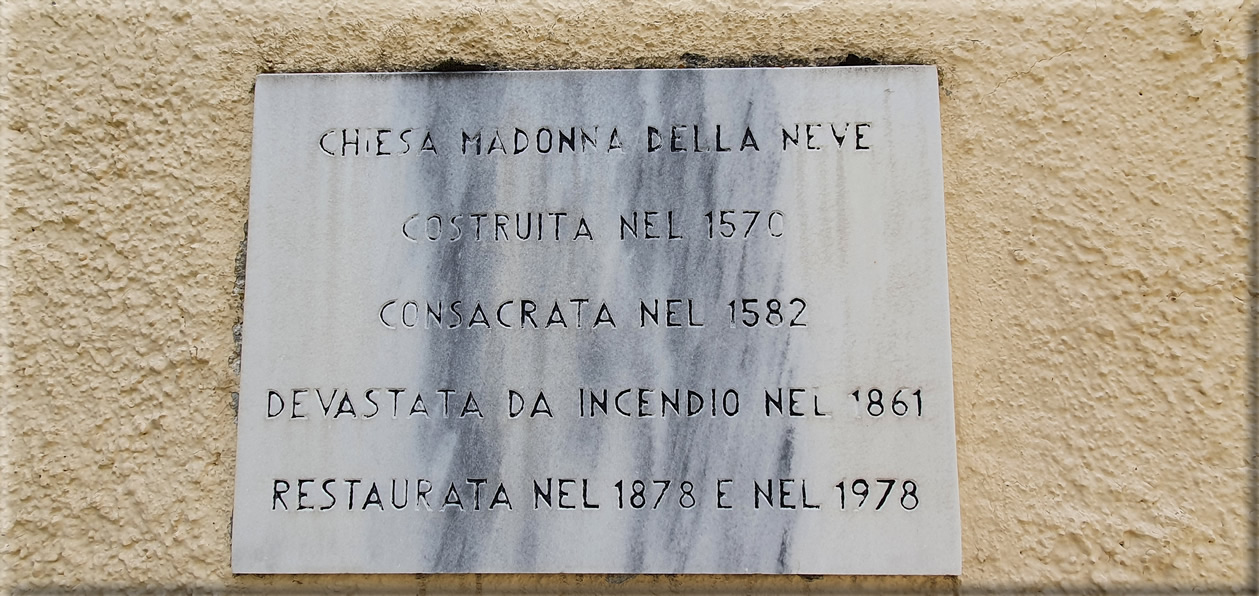 CHIESA MADONNA DELLA NEVE
COSTRUITA NEL 1570
CONSACRATA NEL 1582
DEVASTATA DA INCENDIO NEL 1861
RESTAURATA NEL 1878 E NEL 1978